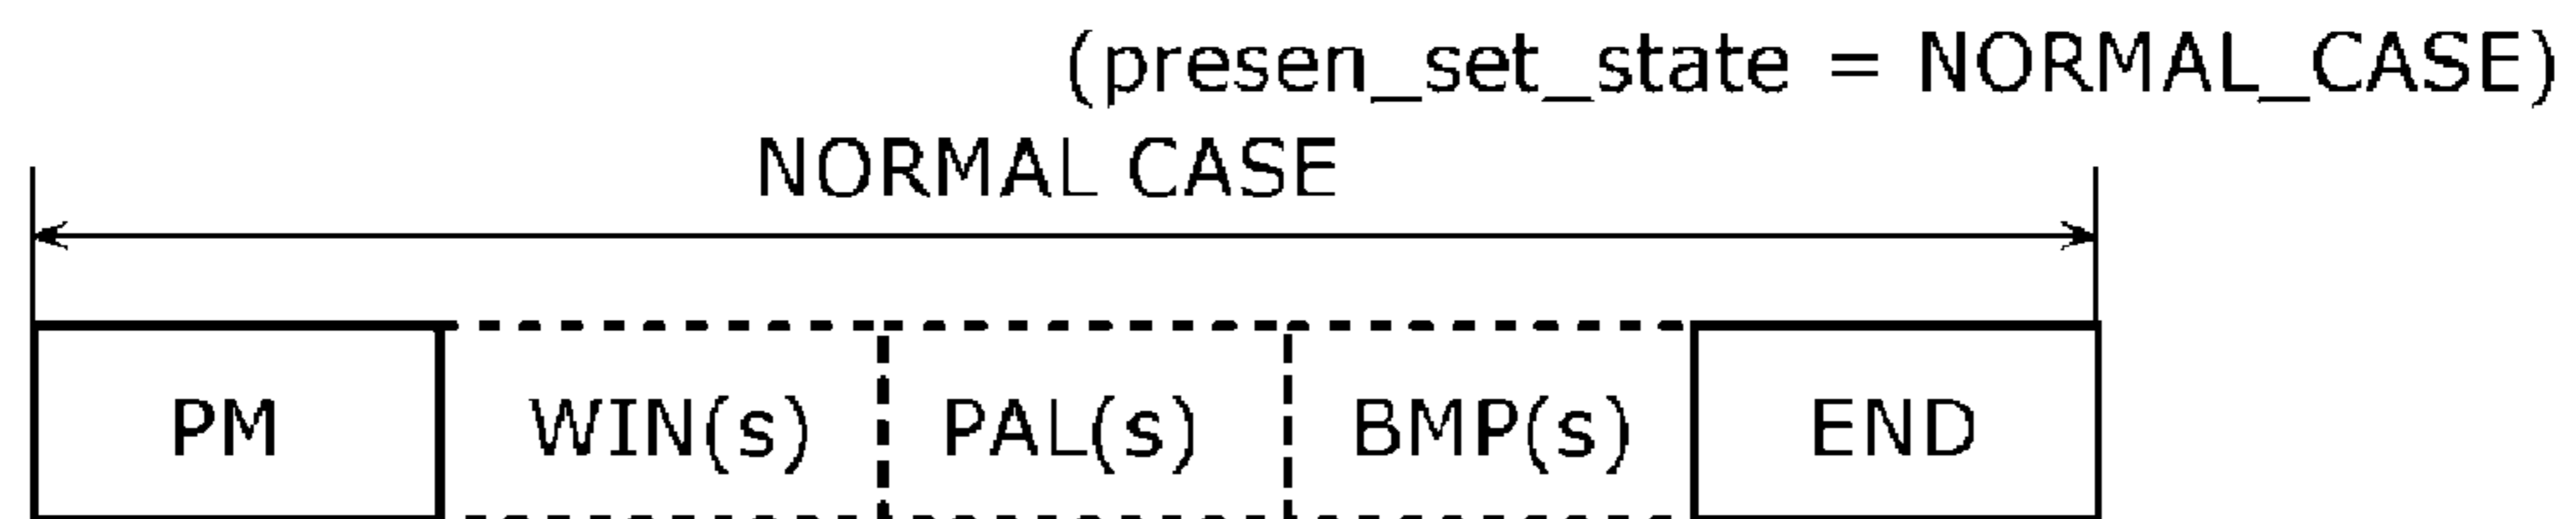 (presen_set_state = NORMAL_CASE)
NORMAL CASE
PM WIN(s) PAL(s) BMP(s) END